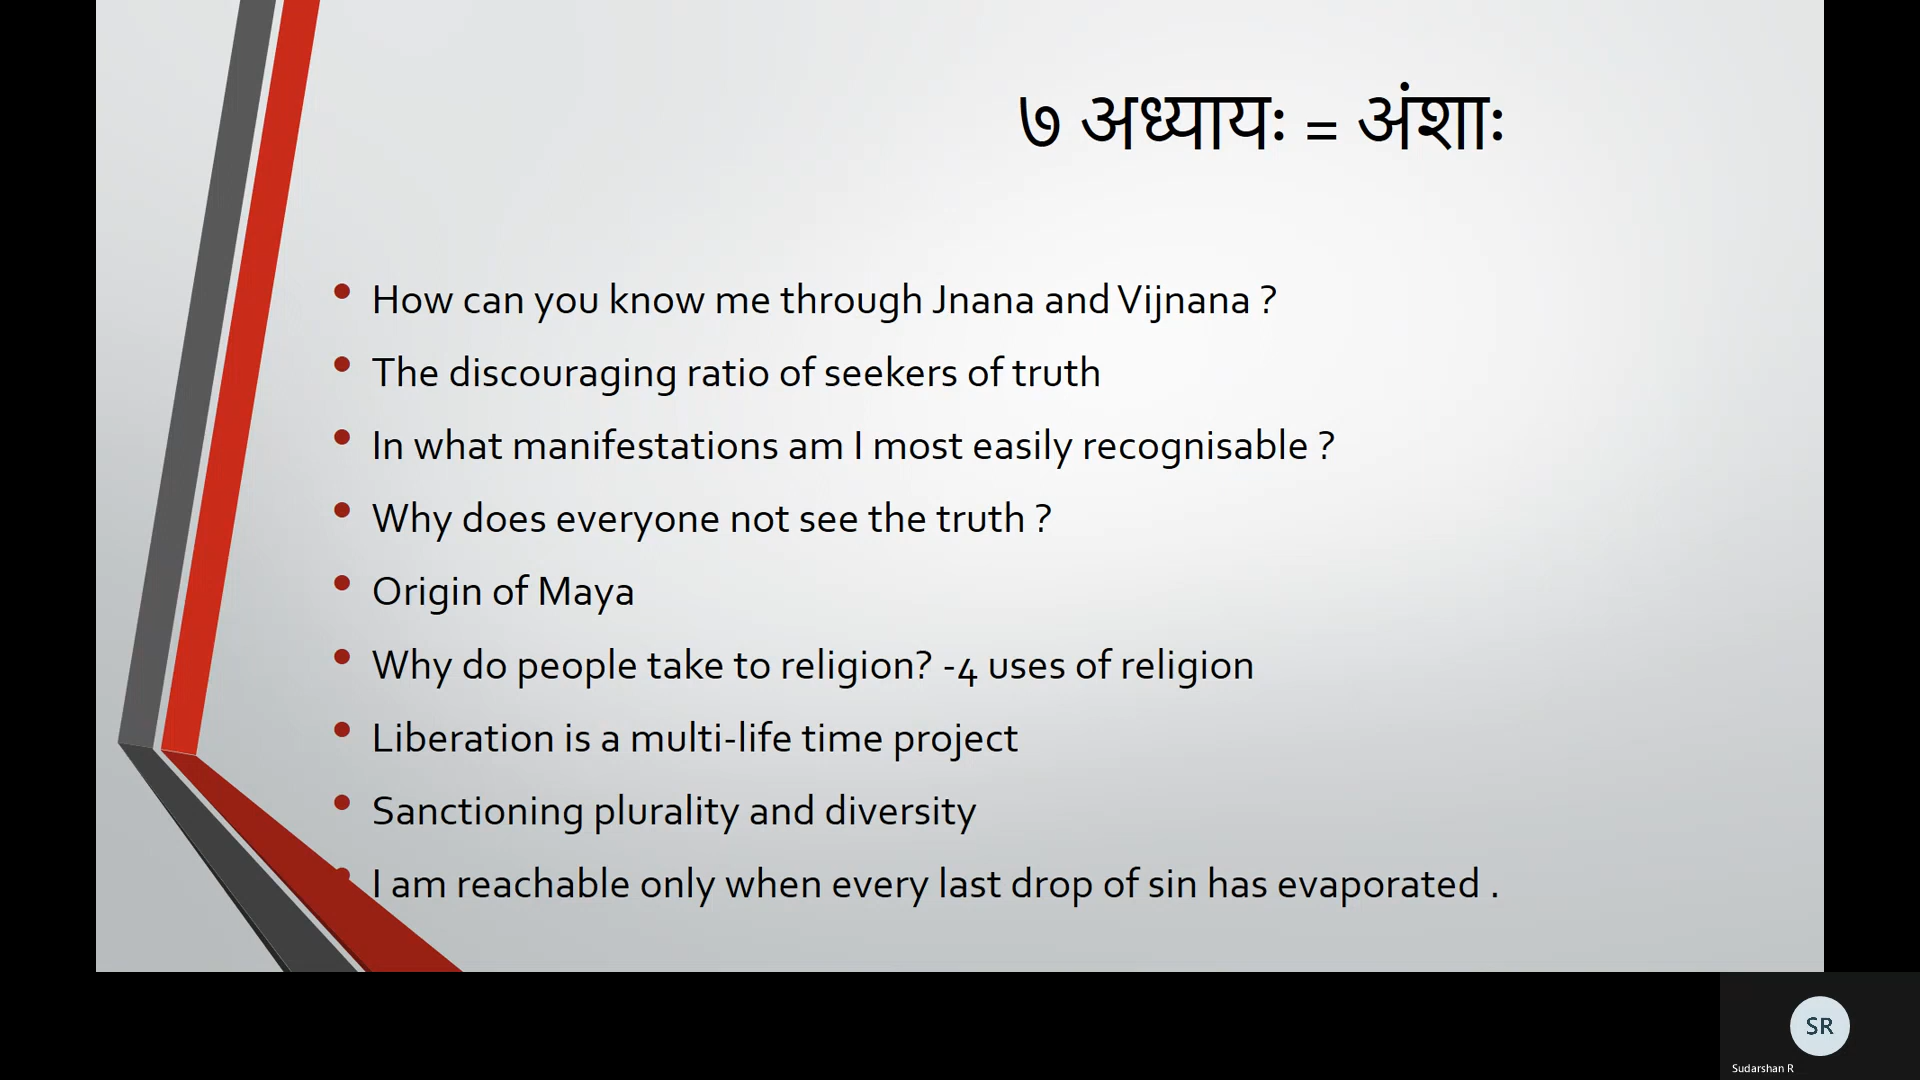 ७ अध्यायः = अंशाः
• How can you know me through Jnana and Vijnana ?
• The discouraging ratio of seekers of truth
• In what manifestations am I most easily recognisable ?
• Why does everyone not see the truth ?
• Origin of Maya
• Why do people take to religion? -4 uses of religion
• Liberation is a multi-life time project
• Sanctioning plurality and diversity
• I am reachable only when every last drop of sin has evaporated .
SR
Sudarshan R